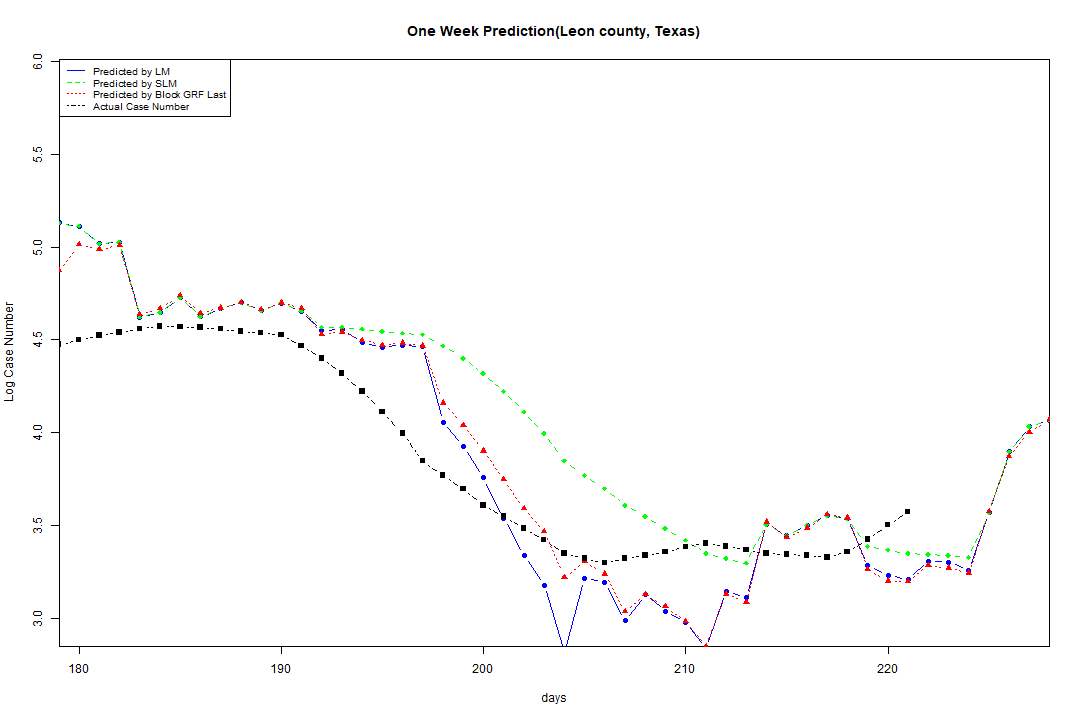 One Week Prediction(Leon county, Texas)
Predicted by LM
Predicted by SLM
Predicted by Block GRF Last
Actual Case Number
6.0
5.5
5.0
4.5
4.0
3.5
3.0
Log Case Number
180 190 200 210 220
days